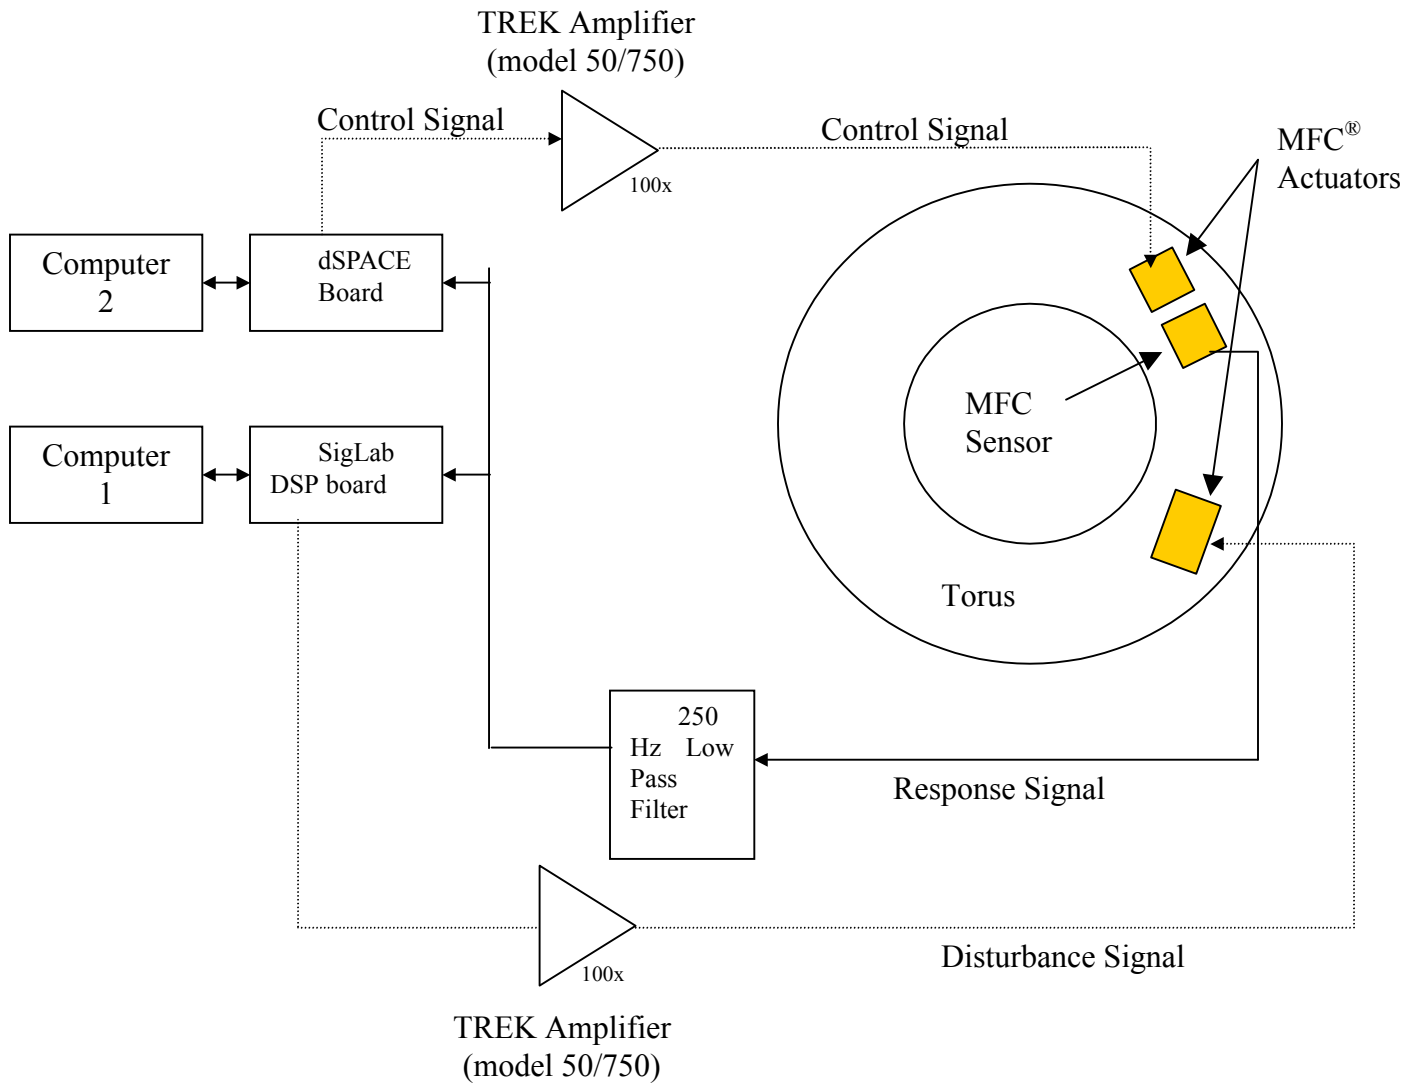 TREK Amplifier
(model 50/750)
Control Signal
100x
Control Signal
MFC®
Actuators
Computer
2
dSPACE
Board
Computer
1
SigLab
DSP board
MFC
Sensor
Torus
250
Hz Low
Pass
Filter
Response Signal
100x
Disturbance Signal
TREK Amplifier
(model 50/750)